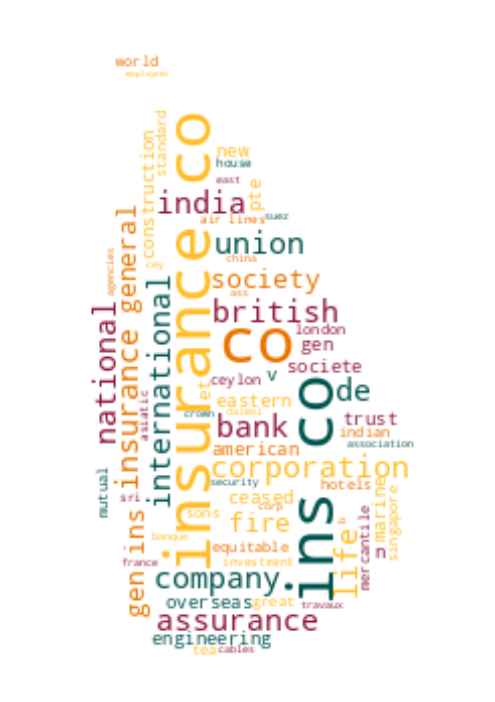 world
employees
insurance co
standard
construction
new
house
east
pte
india
air lines
suez
union
china
cey
agencies
insurance general
society
ass
international
national
british
co
london
gen
societe
v
ceylon
et
ins co
de
eastern
asiatic
crown
daimei
bank
trust
indian
association
american
corporation
mutual
security
hotels
sri
ceased
corp
marine
singapore
sons
fire
a
n
mercantile
gen ins
banque
equitable
life
france
investment
company
overseas
great
travaux
assurance
engineering
tea
cables